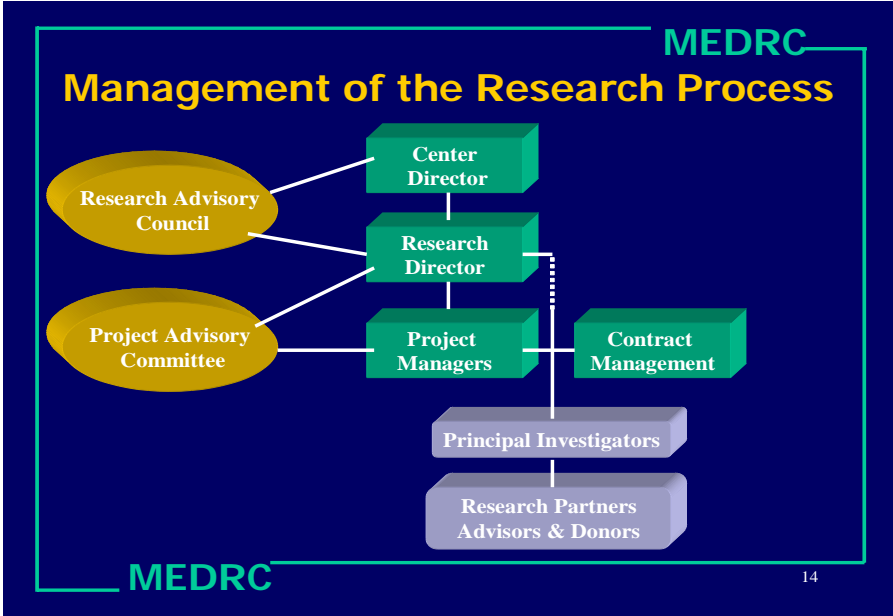 MEDRC
Management of the Research Process
Center
Director
Research Advisory
Council
Research
Director
Project Advisory
Committee
Project
Managers
Contract
Management
Principal Investigators
Research Partners
Advisors & Donors
MEDRC
14